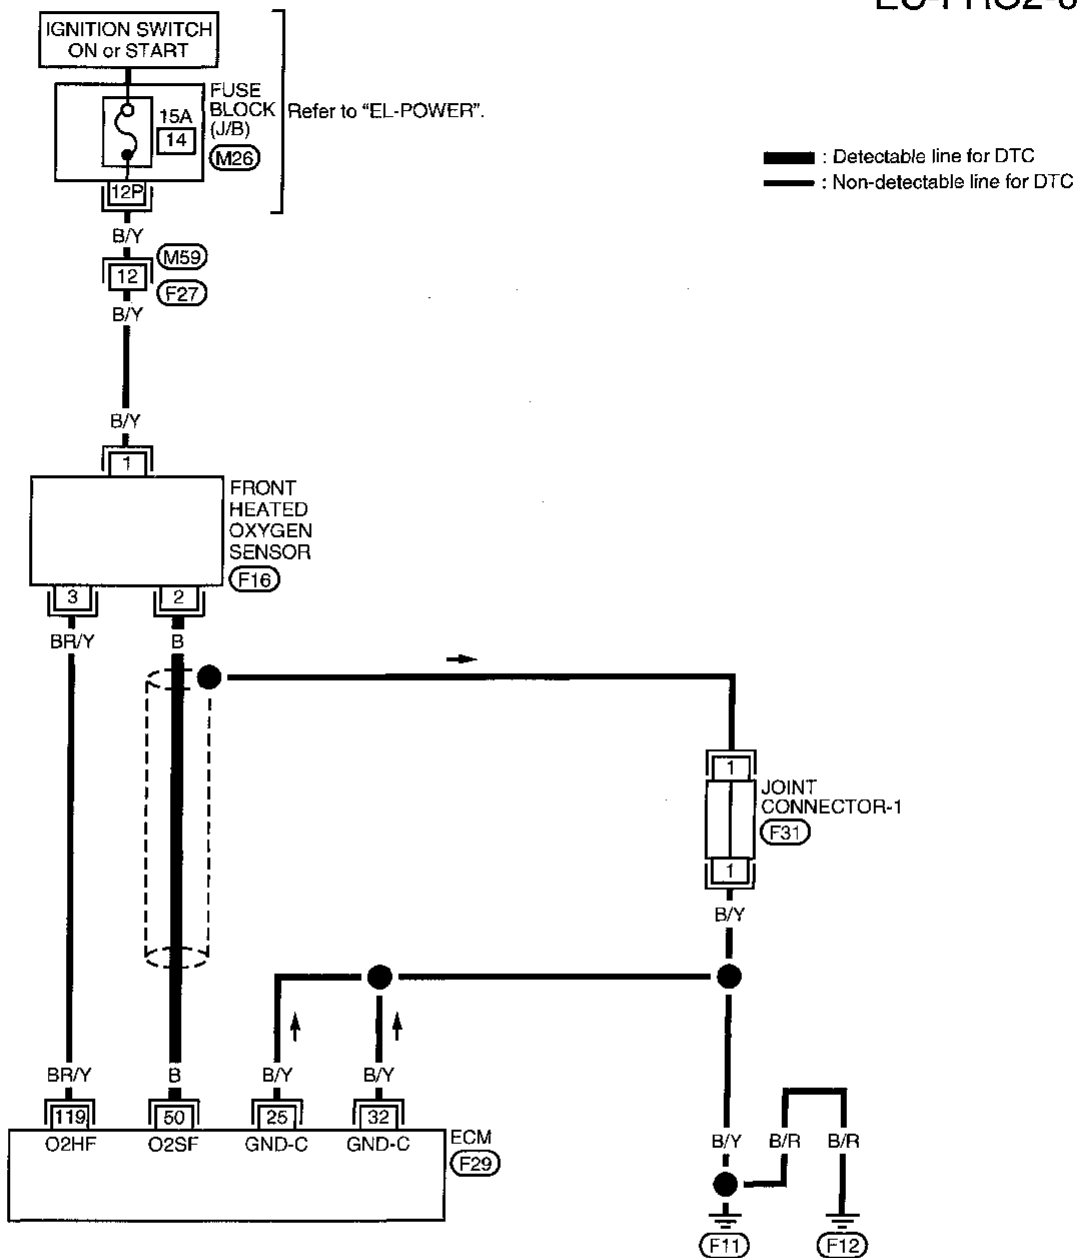 IGNITION SWITCH
ON or START
FUSE
BLOCK
(J/B)
M26
15A
14
Refer to "EL-POWER".
: Detectable line for DTC
: Non-detectable line for DTC
12P
B/Y
M59
12
F27
B/Y
B/Y
1
FRONT
HEATED
OXYGEN
SENSOR
F16
3
2
BR/Y
B
1
JOINT
CONNECTOR-1
F31
1
B/Y
BR/Y
B
B/Y
B/Y
119
50
25
32
O2HF
O2SF
GND-C
GND-C
ECM
F29
B/Y
B/R
B/R
F11
F12